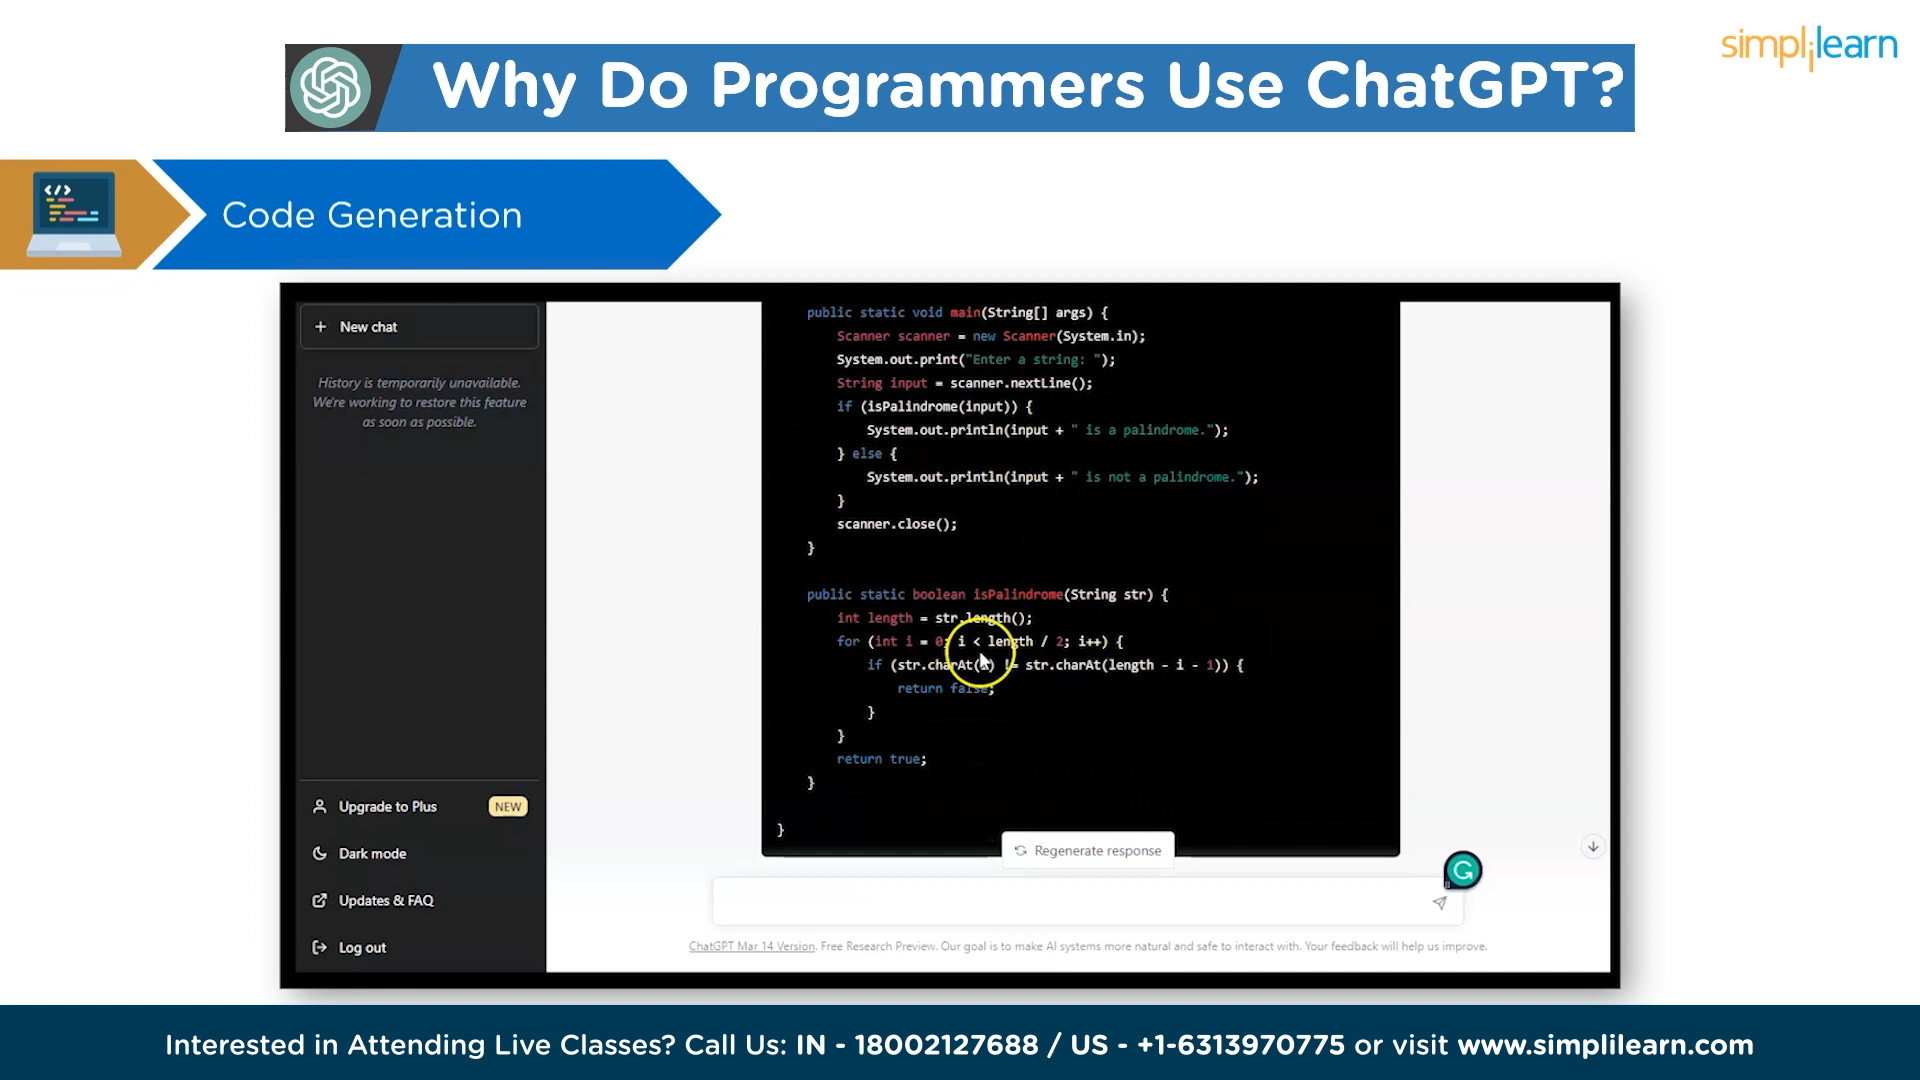 simplilearn
Why Do Programmers Use ChatGPT?
</>
Code Generation
+ New chat
History is temporarily unavailable.
We're working to restore this feature
as soon as possible.
Upgrade to Plus NEW
Dark mode
Updates & FAQ
Log out
public static void main(String[] args) {
Scanner scanner = new Scanner(System.in);
System.out.print("Enter a string: ");
String input = scanner.nextLine();
if (isPalindrome(input)) {
System.out.println(input + " is a palindrome.");
} else {
System.out.println(input + " is not a palindrome.");
}
scanner.close();
}
public static boolean isPalindrome(String str) {
int length = str.length();
for (int i = 0; i < length / 2; i++) {
if (str.charAt(i) != str.charAt(length - i - 1)) {
return false;
}
}
return true;
}
}
Regenerate response
G
ChatGPT Mar 14 Version. Free Research Preview. Our goal is to make AI systems more natural and safe to interact with. Your feedback will help us improve.
Interested in Attending Live Classes? Call Us: IN - 18002127688 / US - +1-6313970775 or visit www.simplilearn.com